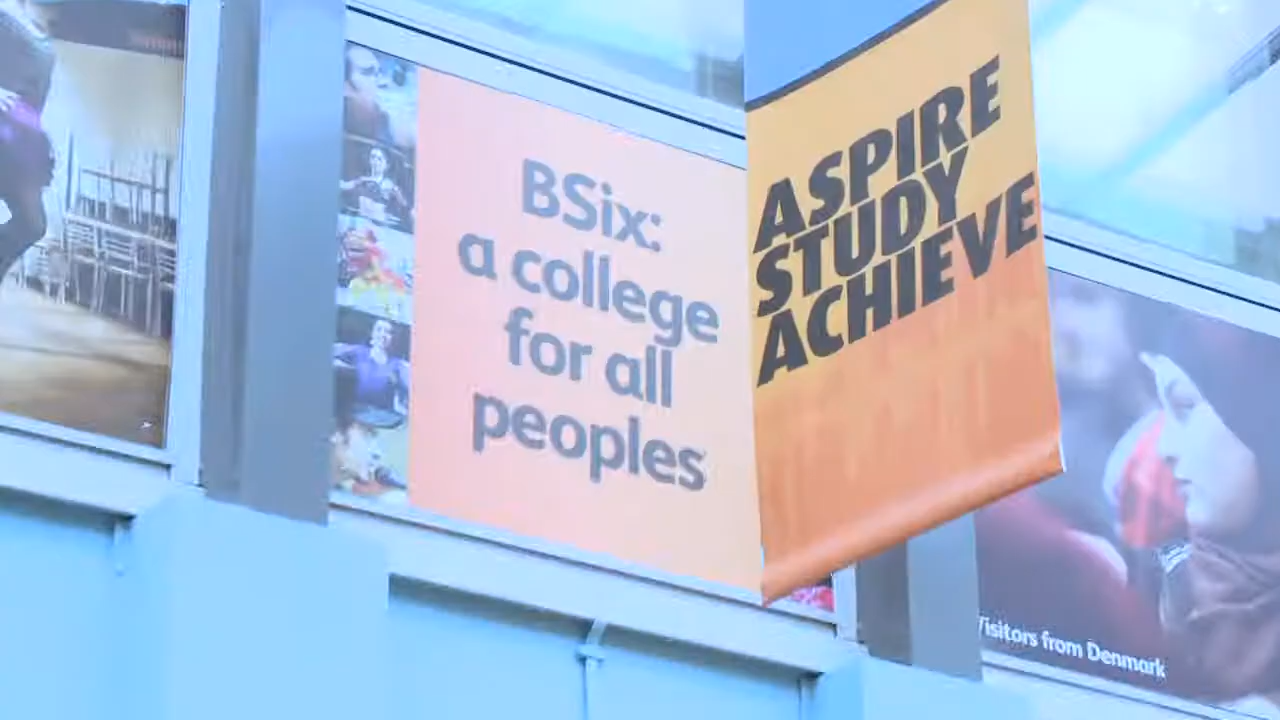 BSix:
a college
for all
peoples
ASPIRE
STUDY
ACHIEVE
Visitors from Denmark